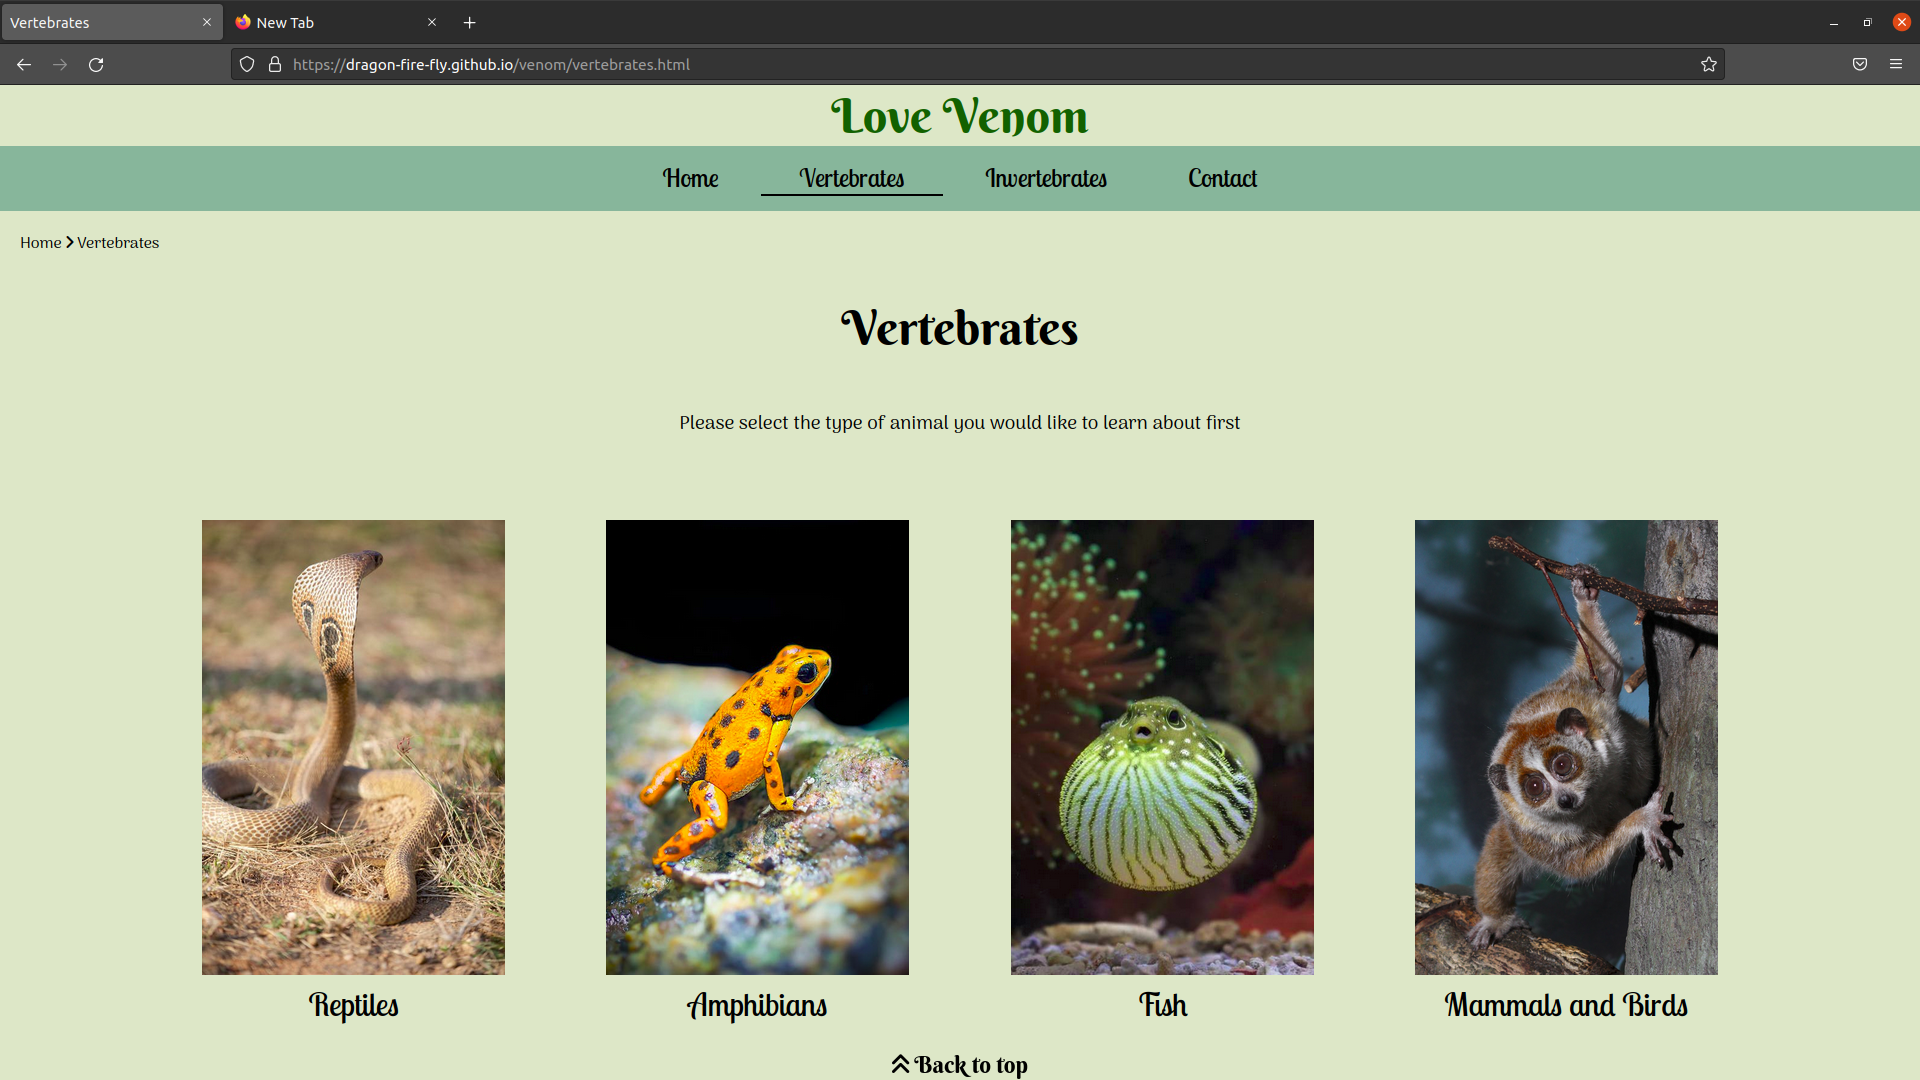 Vertebrates
New Tab
https://dragon-fire-fly.github.io/venom/vertebrates.html
Love Venom
Home Vertebrates Invertebrates Contact
Home Vertebrates
Vertebrates
Please select the type of animal you would like to learn about first
Reptiles Amphibians Fish Mammals and Birds
Back to top